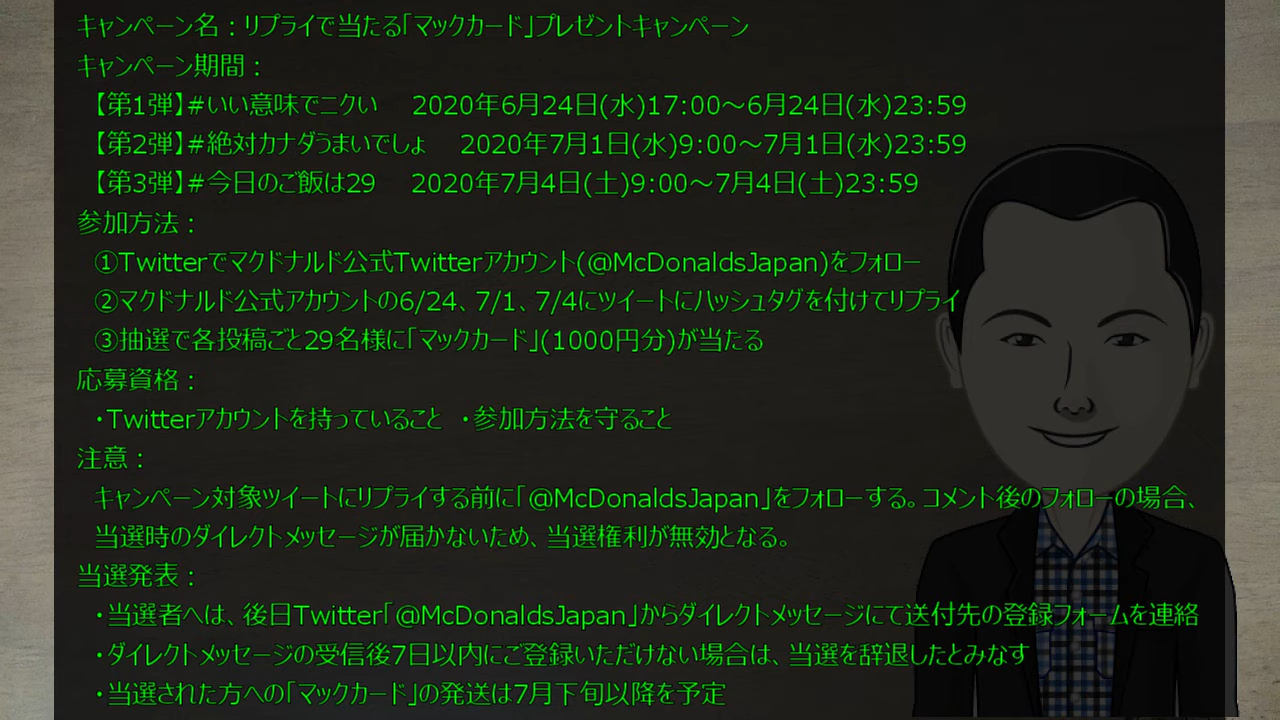 キャンペーン名：リプライで当たる「マックカード」プレゼントキャンペーン
キャンペーン期間：
【第1弾】#いい意味でニクい 2020年6月24日(水)17:00～6月24日(水)23:59
【第2弾】#絶対カナダうまいでしょ 2020年7月1日(水)9:00～7月1日(水)23:59
【第3弾】#今日のご飯は29 2020年7月4日(土)9:00～7月4日(土)23:59
参加方法：
①Twitterでマクドナルド公式Twitterアカウント(@McDonaldsJapan)をフォロー
②マクドナルド公式アカウントの6/24、7/1、7/4にツイートにハッシュタグを付けてリプライ
③抽選で各投稿ごと29名様に「マックカード」(1000円分)が当たる
応募資格：
・Twitterアカウントを持っていること ・参加方法を守ること
注意：
キャンペーン対象ツイートにリプライする前に「@McDonaldsJapan」をフォローする。コメント後のフォローの場合、
当選時のダイレクトメッセージが届かないため、当選権利が無効となる。
当選発表：
・当選者へは、後日Twitter「@McDonaldsJapan」からダイレクトメッセージにて送付先の登録フォームを連絡
・ダイレクトメッセージの受信後7日以内にご登録いただけない場合は、当選を辞退したとみなす
・当選された方への「マックカード」の発送は7月下旬以降を予定